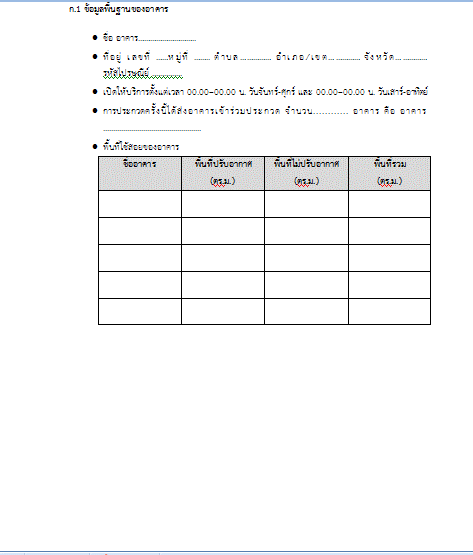 ก.1 ข้อมูลพื้นฐานของอาคาร
● ชื่อ อาคาร............................
● ที่อยู่ เลขที่ ......หมู่ที่ ........ ตำบล............... อำเภอ/เขต............... จังหวัด...............
รหัสไปรษณีย์...............
● เปิดให้บริการตั้งแต่เวลา 00.00–00.00 น. วันจันทร์-ศุกร์ และ 00.00–00.00 น. วันเสาร์-อาทิตย์
● การประกวดครั้งนี้ได้ส่งอาคารเข้าร่วมประกวด จำนวน............ อาคาร คือ อาคาร
.................................................
● พื้นที่ใช้สอยของอาคาร
ชื่ออาคาร พื้นที่ปรับอากาศ พื้นที่ไม่ปรับอากาศ พื้นที่รวม
(ตร.ม.) (ตร.ม.) (ตร.ม.)